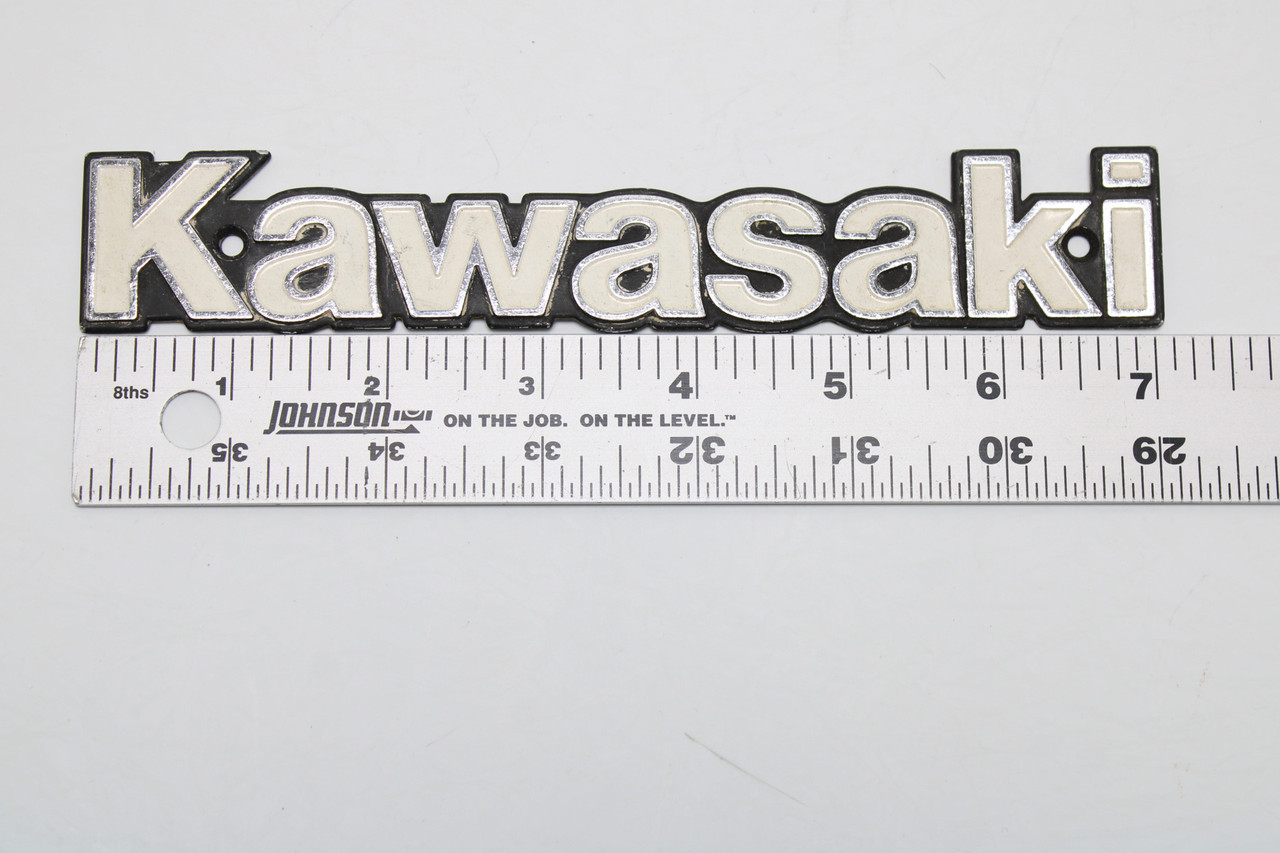 Kawasaki
1 2 3 4 5 6 7
8ths
JOHNSON ON THE JOB. ON THE LEVEL.™
35 34 33 32 31 30 29